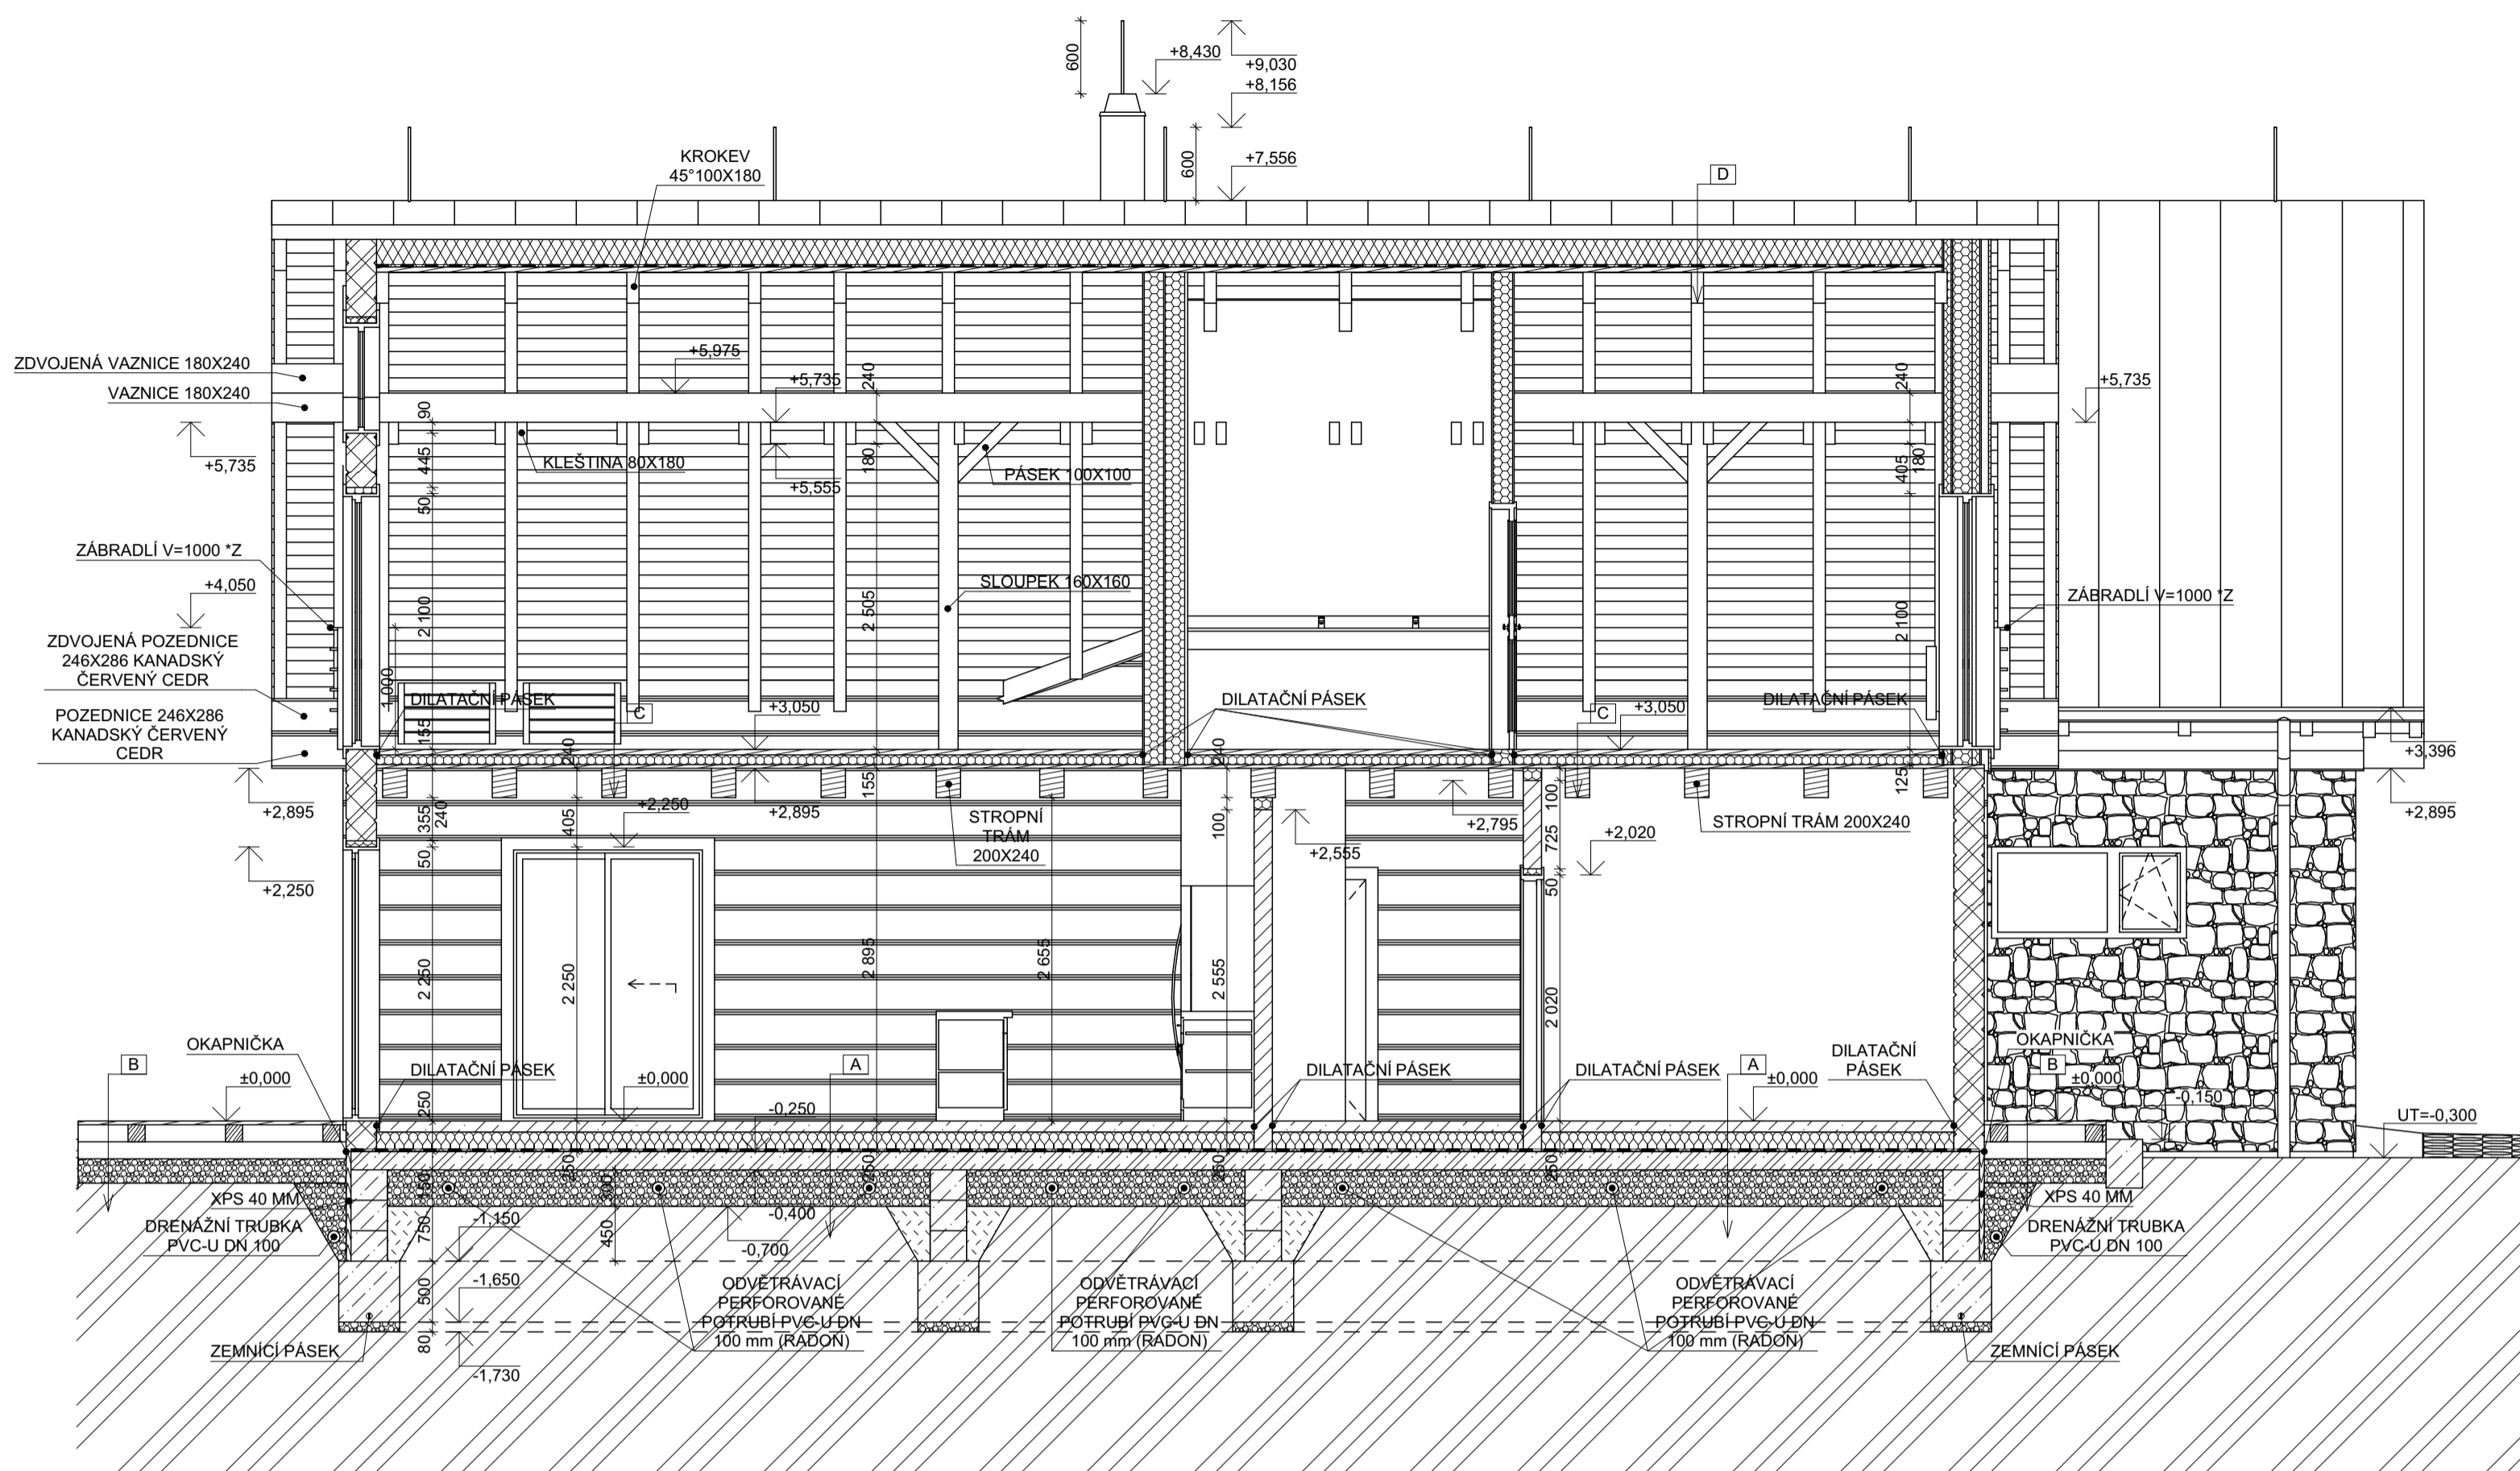 600
+8,430
+9,030
+8,156
600
+7,556
KROKEV
45°100X180
D
ZDVOJENÁ VAZNICE 180X240
VAZNICE 180X240
+5,735
+5,975
+5,735
240
90
445
50
KLEŠTINA 80X180
+5,555
180
PÁSEK 100X100
240
405
180
+5,735
ZÁBRADLÍ V=1000 *Z
+4,050
ZDVOJENÁ POZEDNICE
246X286 KANADSKÝ
ČERVENÝ CEDR
POZEDNICE 246X286
KANADSKÝ ČERVENÝ
CEDR
1 000
2 100
2 505
SLOUPEK 160X160
2 100
ZÁBRADLÍ V=1000 *Z
DILATAČNÍ PÁSEK
C
+3,050
DILATAČNÍ PÁSEK
C
+3,050
DILATAČNÍ PÁSEK
155
240
240
+3,396
+2,895
+2,895
355
240
405
+2,250
+2,895
155
STROPNÍ
TRÁM
200X240
100
+2,555
+2,795
100
725
+2,020
STROPNÍ TRÁM 200X240
125
+2,895
+2,250
50
50
2 250
2 250
2 895
2 655
2 555
2 020
B
OKAPNIČKA
±0,000
DILATAČNÍ PÁSEK
±0,000
-0,250
A
DILATAČNÍ PÁSEK
DILATAČNÍ PÁSEK
A
±0,000
DILATAČNÍ
PÁSEK
OKAPNIČKA
B
±0,000
-0,150
UT=-0,300
250
250
250
250
250
150
300
XPS 40 MM
DRENÁŽNÍ TRUBKA
PVC-U DN 100
750
-1,150
450
-0,400
-0,700
XPS 40 MM
DRENÁŽNÍ TRUBKA
PVC-U DN 100
500
-1,650
80
-1,730
ZEMNÍCÍ PÁSEK
ODVĚTRÁVACÍ
PERFOROVANÉ
POTRUBÍ PVC-U DN
100 mm (RADON)
ODVĚTRÁVACÍ
PERFOROVANÉ
POTRUBÍ PVC-U DN
100 mm (RADON)
ODVĚTRÁVACÍ
PERFOROVANÉ
POTRUBÍ PVC-U DN
100 mm (RADON)
ZEMNÍCÍ PÁSEK